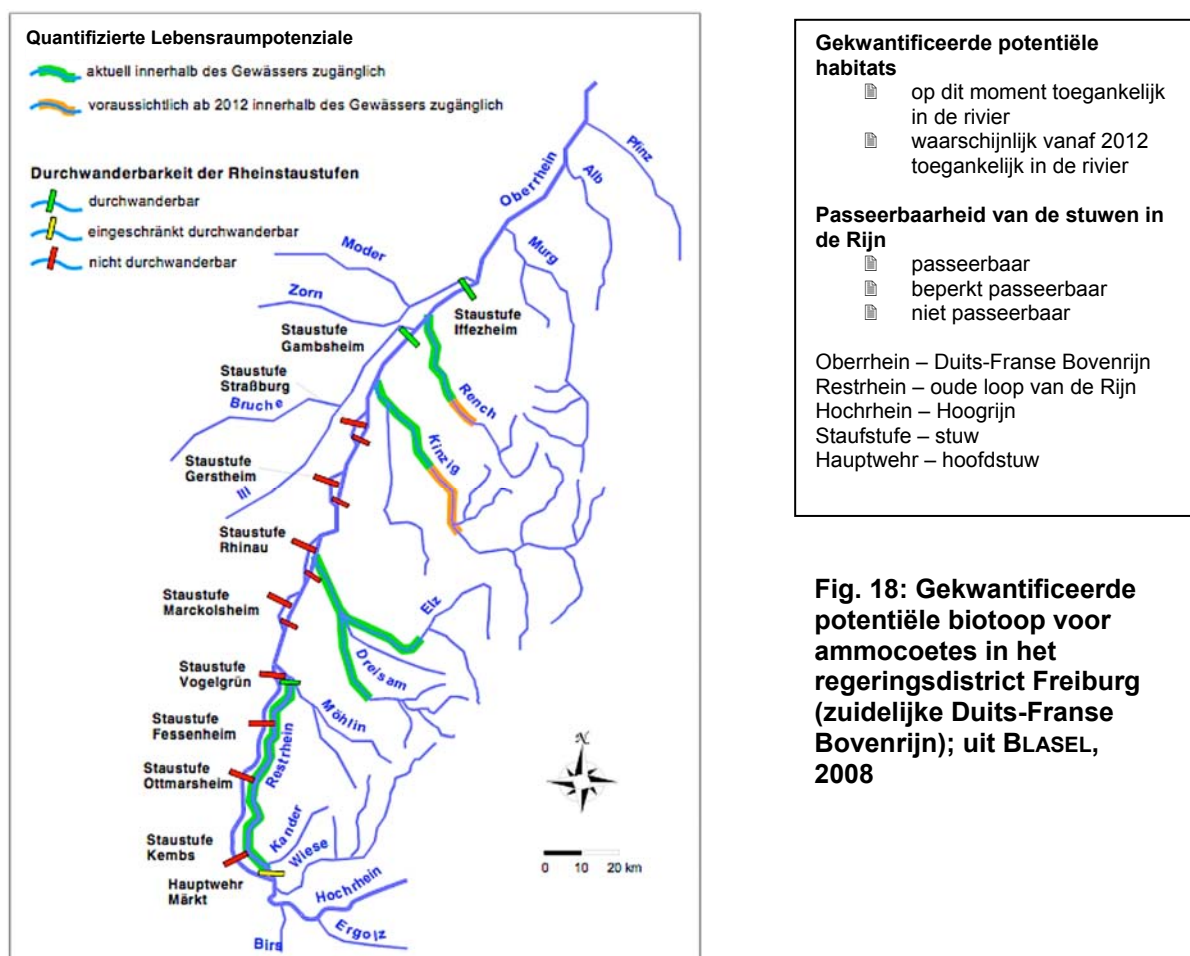 Quantifizierte Lebensraumpotenziale
aktuell innerhalb des Gewässers zugänglich
voraussichtlich ab 2012 innerhalb des Gewässers zugänglich
Durchwanderbarkeit der Rheinstaustufen
durchwanderbar
eingeschränkt durchwanderbar
nicht durchwanderbar
Oberrhein
Pfinz
Alb
Murg
Moder
Zorn
Staustufe
Iffezheim
Staustufe
Gambsheim
Staustufe
Straßburg
Bruche
Rench
Kinzig
Staustufe
Gerstheim
Ill
Staustufe
Rhinau
Staustufe
Marckolsheim
Elz
Dreisam
Staustufe
Vogelgrün
Möhlin
Staustufe
Fessenheim
Restrhein
Staustufe
Ottmarsheim
N
Kander
Staustufe
Kembs
Wiese
0 10 20 km
Hauptwehr
Märkt
Hochrhein
Ergolz
Birs
Gekwantificeerde potentiële
habitats
op dit moment toegankelijk
in de rivier
waarschijnlijk vanaf 2012
toegankelijk in de rivier
Passeerbaarheid van de stuwen in
de Rijn
passeerbaar
beperkt passeerbaar
niet passeerbaar
Oberrhein – Duits-Franse Bovenrijn
Restrhein – oude loop van de Rijn
Hochrhein – Hoogrijn
Staufstufe – stuw
Hauptwehr – hoofdstuw
Fig. 18: Gekwantificeerde
potentiële biotoop voor
ammocoetes in het
regeringsdistrict Freiburg
(zuidelijke Duits-Franse
Bovenrijn); uit BLASEL,
2008